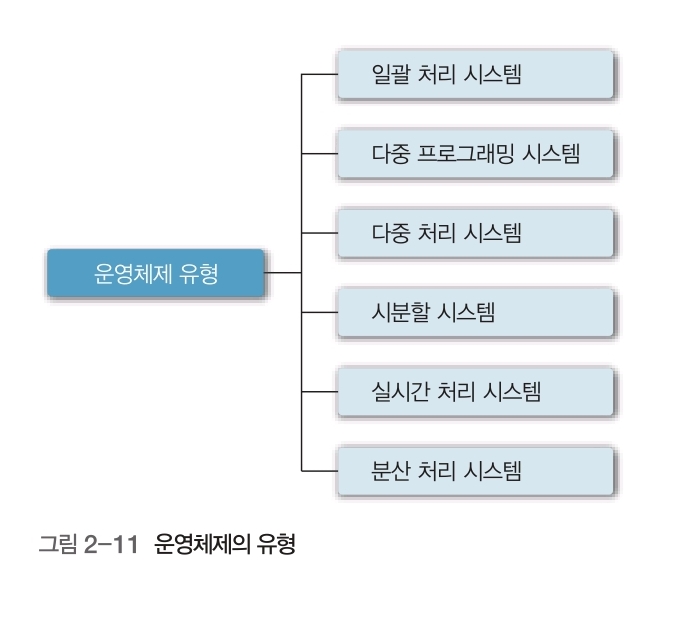 일괄 처리 시스템
다중 프로그래밍 시스템
다중 처리 시스템
운영체제 유형
시분할 시스템
실시간 처리 시스템
분산 처리 시스템
그림 2-11 운영체제의 유형